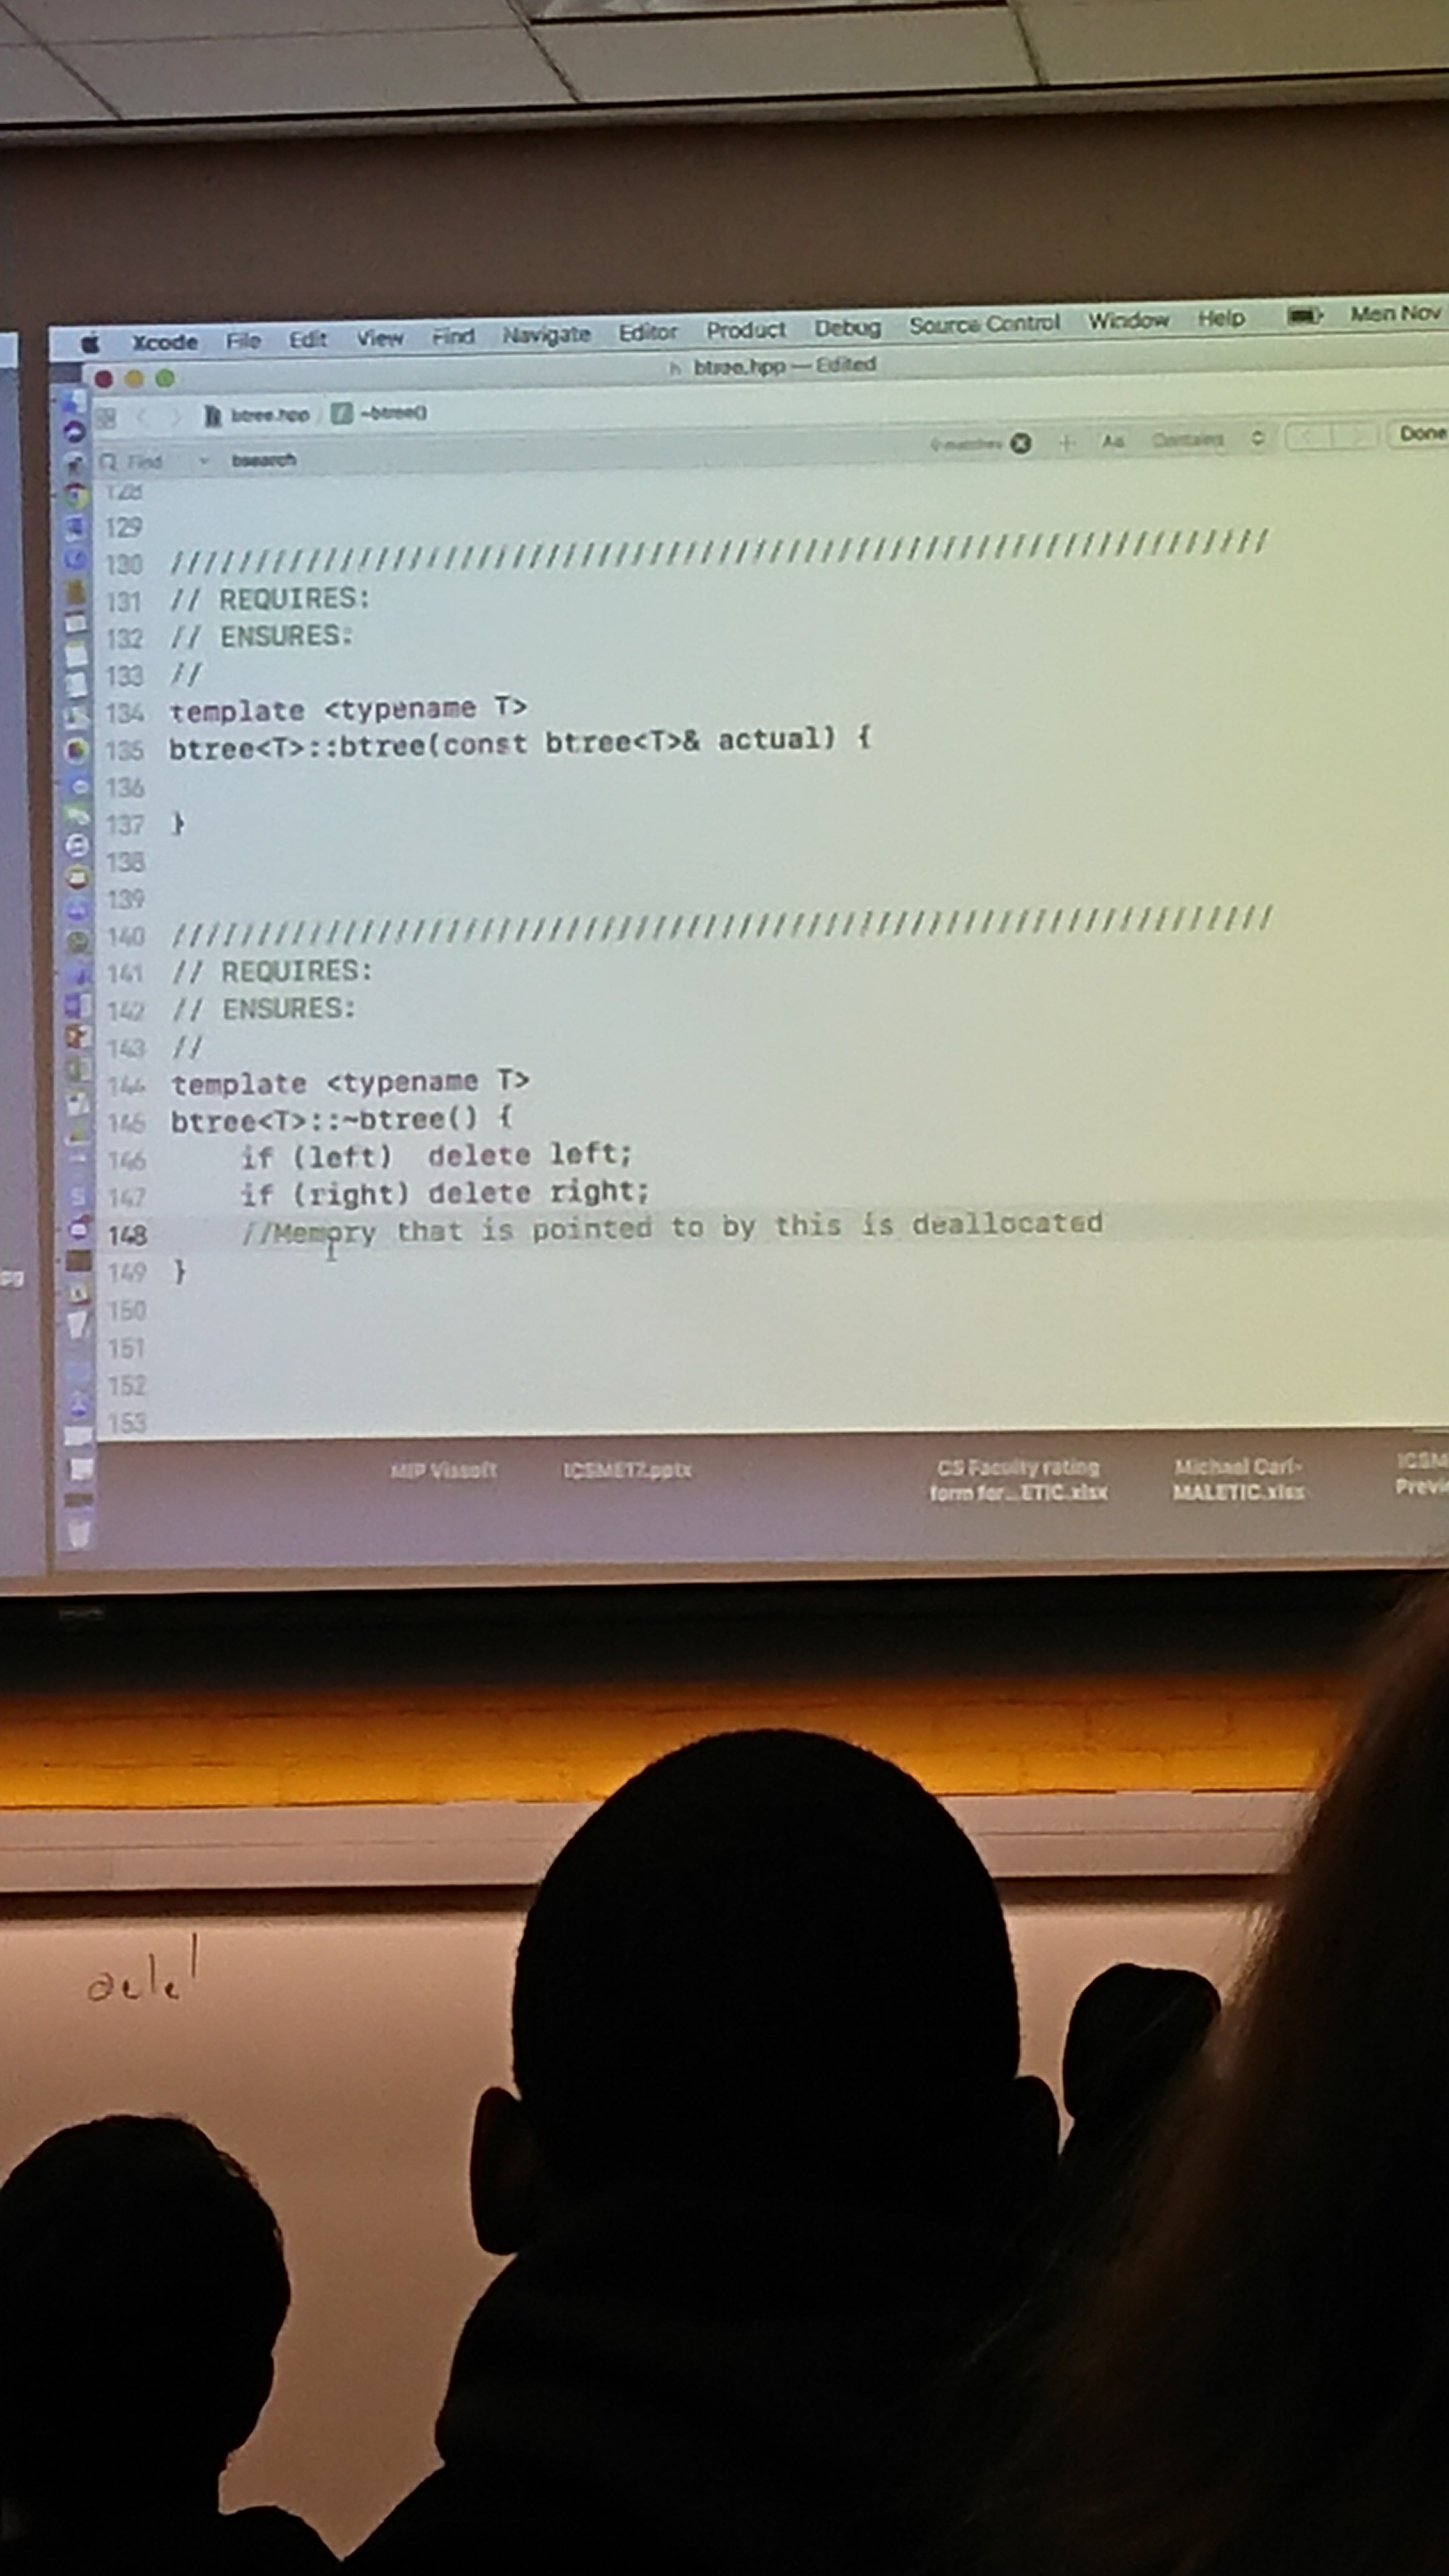 Xcode File Edit View Find Navigate Editor Product Debug Source Control Window Help Mon Nov
h btree.hpp — Edited
btree.hpp ~btree()
Find bsearch 0 matches Aa Contains Done
128
129
130 //////////////////////////////////////////////////////////////////
131 // REQUIRES:
132 // ENSURES:
133 //
134 template <typename T>
135 btree<T>::btree(const btree<T>& actual) {
136
137 }
138
139
140 //////////////////////////////////////////////////////////////////
141 // REQUIRES:
142 // ENSURES:
143 //
144 template <typename T>
145 btree<T>::~btree() {
146 if (left)  delete left;
147 if (right) delete right;
148 //Memory that is pointed to by this is deallocated
149 }
150
151
152
153
MIP Vissoft ICSME17.pptx CS Faculty rating Michael Carl-
form for...ETIC.xlsx MALETIC.xlsx